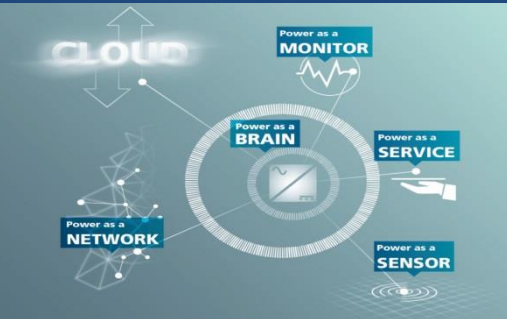 CLOUD
Power as a
MONITOR
Power as a
BRAIN
Power as a
SERVICE
Power as a
NETWORK
Power as a
SENSOR